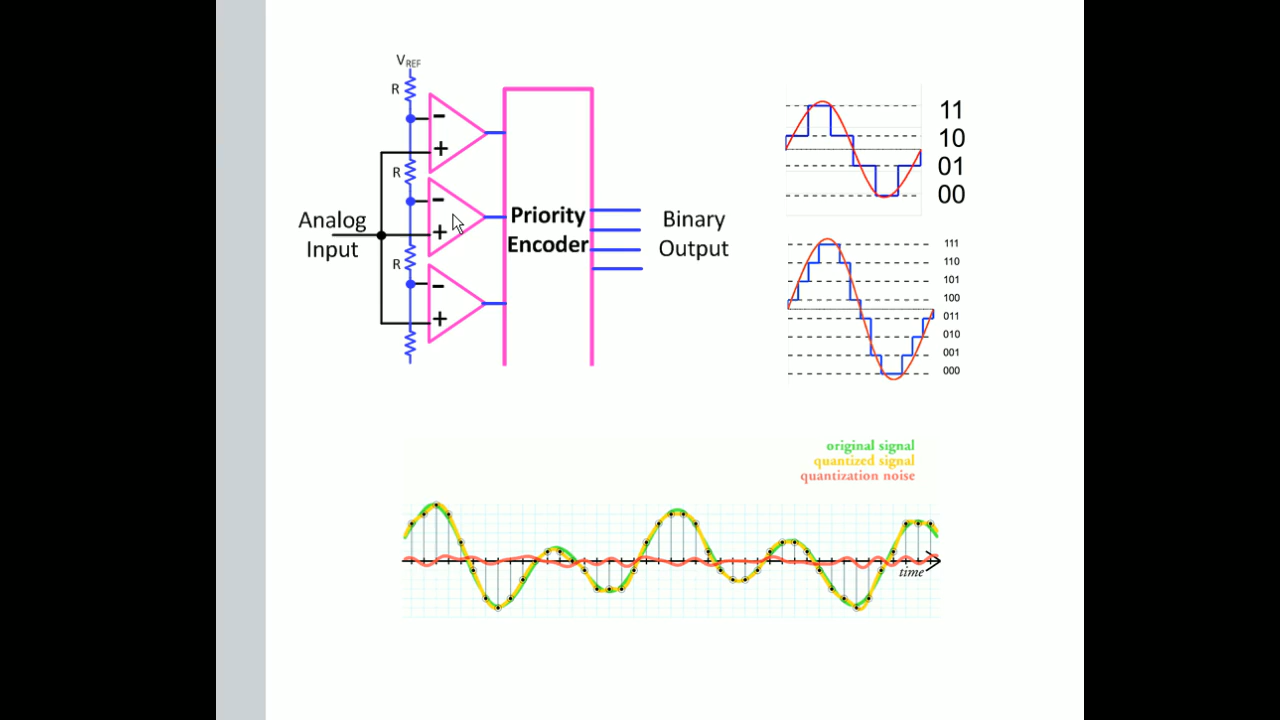 VREF
R
-
+
R
-
+
Analog
Input
Priority
Encoder
Binary
Output
R
-
+
11
10
01
00
111
110
101
100
011
010
001
000
original signal
quantized signal
quantization noise
time